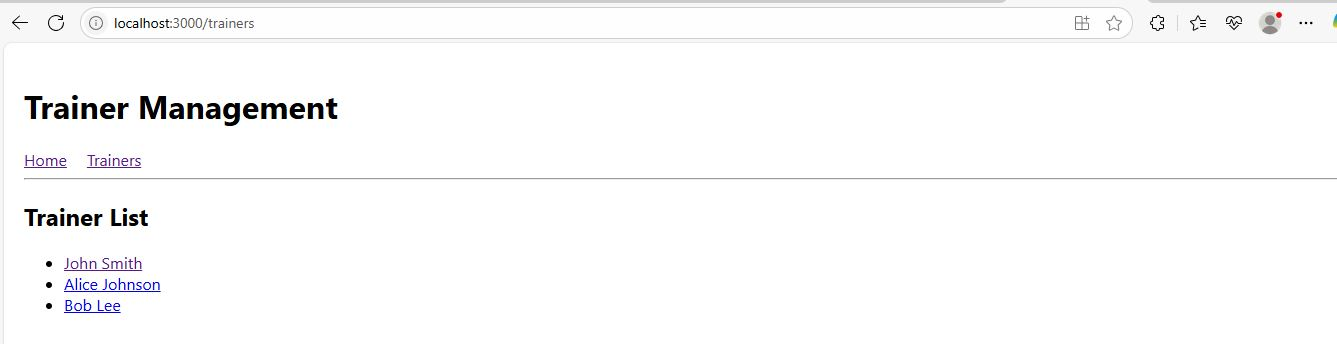 localhost:3000/trainers
Trainer Management
Home Trainers
Trainer List
John Smith
Alice Johnson
Bob Lee